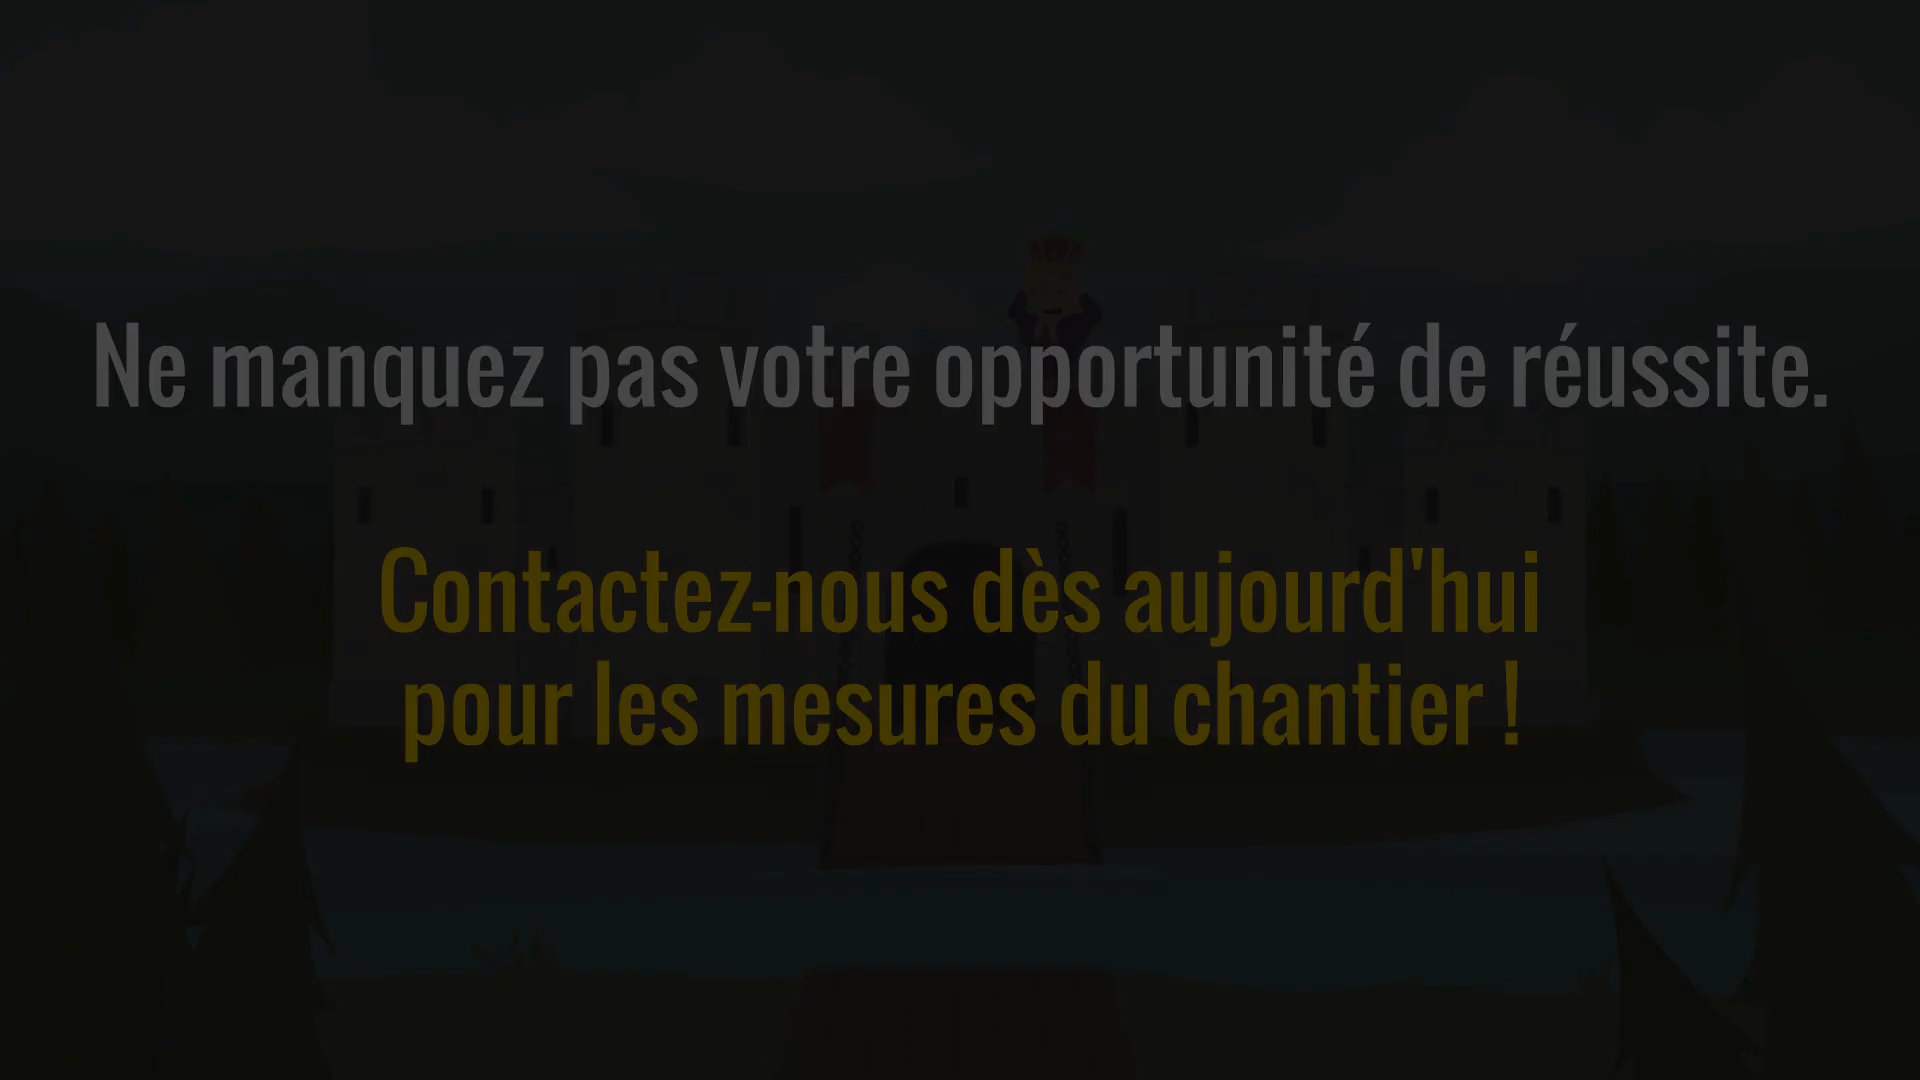 Ne manquez pas votre opportunité de réussite.
Contactez-nous dès aujourd'hui
pour les mesures du chantier !